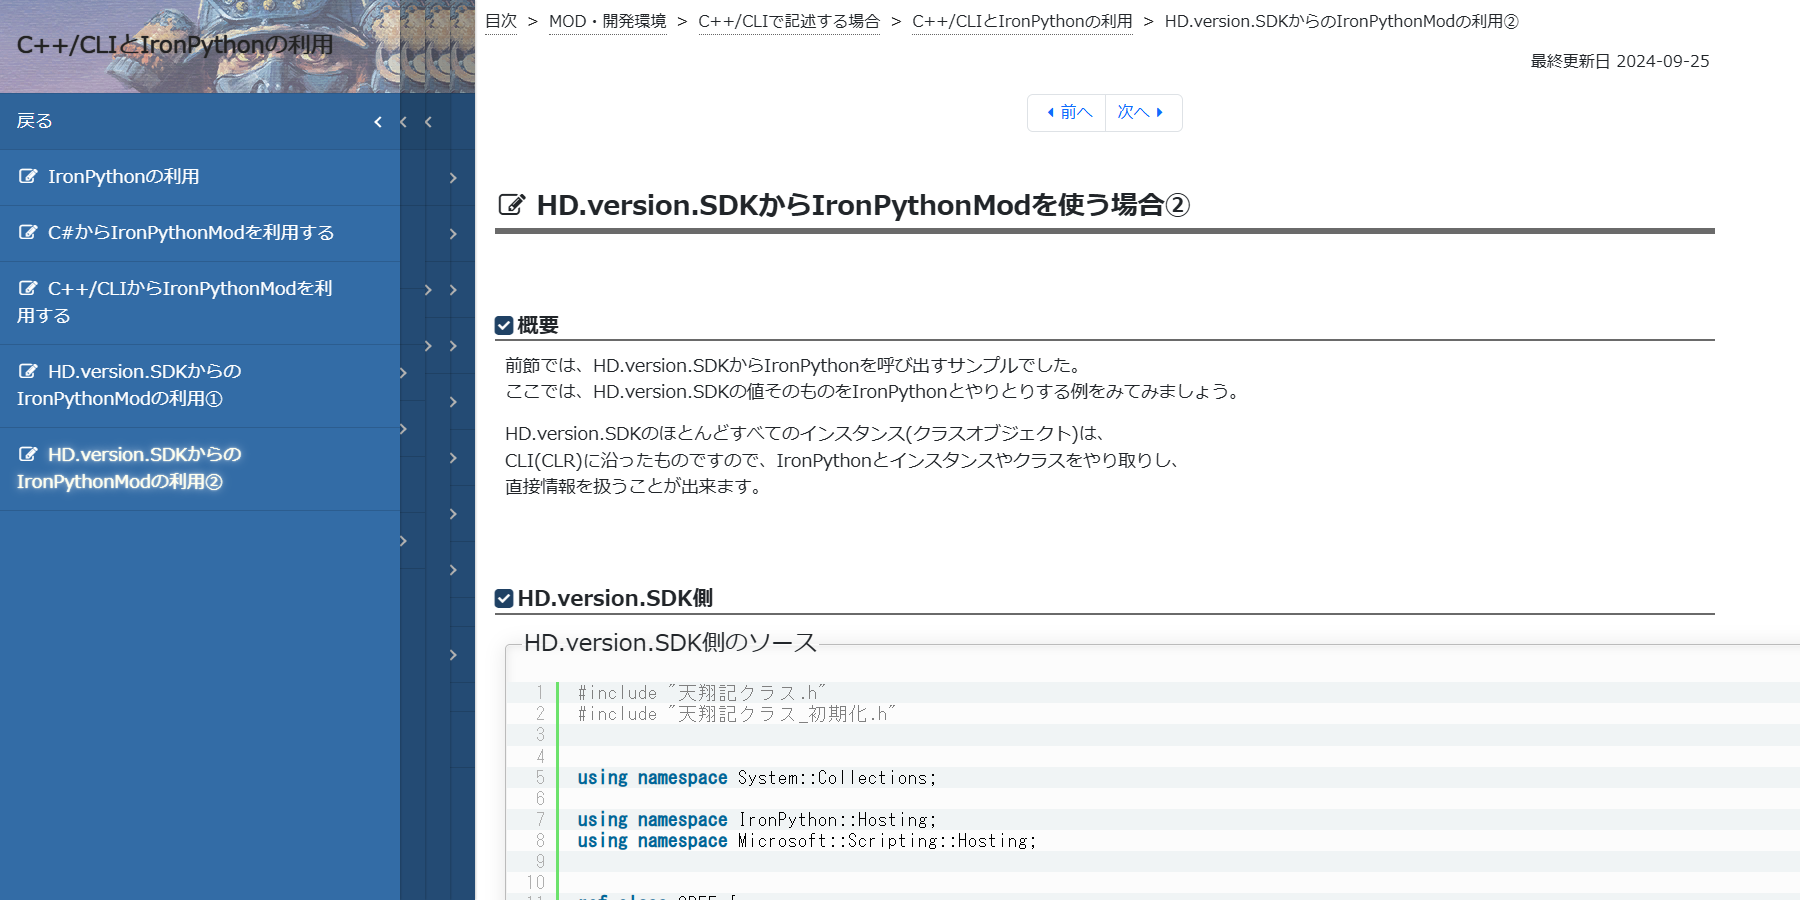 C++/CLIとIronPythonの利用
戻る
IronPythonの利用
C#からIronPythonModを利用する
C++/CLIからIronPythonModを利
用する
HD.version.SDKからの
IronPythonModの利用①
HD.version.SDKからの
IronPythonModの利用②
目次 > MOD・開発環境 > C++/CLIで記述する場合 > C++/CLIとIronPythonの利用 > HD.version.SDKからのIronPythonModの利用②
最終更新日 2024-09-25
前へ 次へ
HD.version.SDKからIronPythonModを使う場合②
概要
前節では、HD.version.SDKからIronPythonを呼び出すサンプルでした。
ここでは、HD.version.SDKの値そのものをIronPythonとやりとりする例をみてみましょう。
HD.version.SDKのほとんどすべてのインスタンス(クラスオブジェクト)は、
CLI(CLR)に沿ったものですので、IronPythonとインスタンスやクラスをやり取りし、
直接情報を扱うことが出来ます。
HD.version.SDK側
HD.version.SDK側のソース
1 #include "天翔記クラス.h"
2 #include "天翔記クラス_初期化.h"
3
4
5 using namespace System::Collections;
6
7 using namespace IronPython::Hosting;
8 using namespace Microsoft::Scripting::Hosting;
9
10